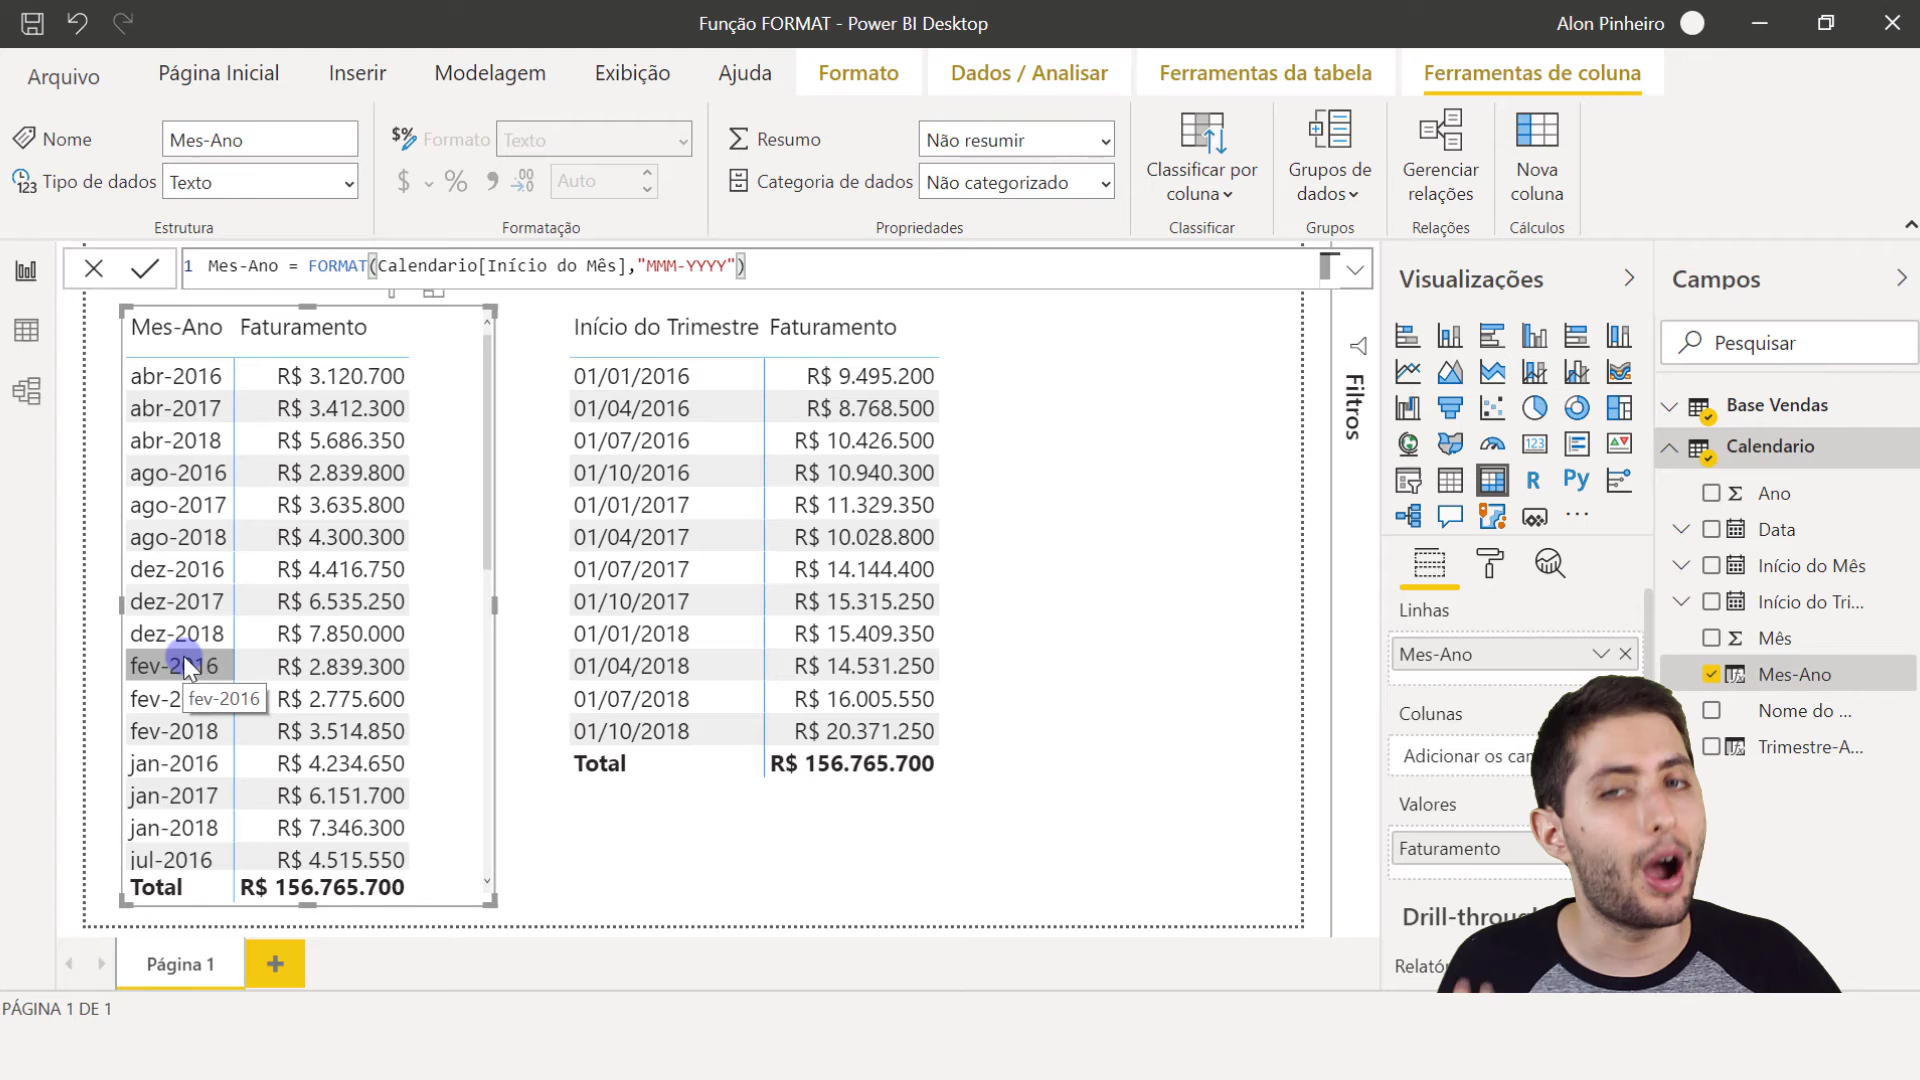 Função FORMAT - Power BI Desktop
Alon Pinheiro
Arquivo
Página Inicial
Inserir
Modelagem
Exibição
Ajuda
Formato
Dados / Analisar
Ferramentas da tabela
Ferramentas de coluna
Nome
Mes-Ano
Tipo de dados
Texto
Estrutura
$% Formato
Texto
$ % 9 .00
Auto
Formatação
Resumo
Não resumir
Categoria de dados
Não categorizado
Propriedades
Classificar por
coluna
Classificar
Grupos de
dados
Grupos
Gerenciar
relações
Relações
Nova
coluna
Cálculos
1 Mes-Ano = FORMAT(Calendario[Início do Mês],"MMM-YYYY")
Mes-Ano Faturamento
abr-2016 R$ 3.120.700
abr-2017 R$ 3.412.300
abr-2018 R$ 5.686.350
ago-2016 R$ 2.839.800
ago-2017 R$ 3.635.800
ago-2018 R$ 4.300.300
dez-2016 R$ 4.416.750
dez-2017 R$ 6.535.250
dez-2018 R$ 7.850.000
fev-2016 R$ 2.839.300
fev-2 R$ 2.775.600
fev-2016
fev-2018 R$ 3.514.850
jan-2016 R$ 4.234.650
jan-2017 R$ 6.151.700
jan-2018 R$ 7.346.300
jul-2016 R$ 4.515.550
Total R$ 156.765.700
Início do Trimestre Faturamento
01/01/2016 R$ 9.495.200
01/04/2016 R$ 8.768.500
01/07/2016 R$ 10.426.500
01/10/2016 R$ 10.940.300
01/01/2017 R$ 11.329.350
01/04/2017 R$ 10.028.800
01/07/2017 R$ 14.144.400
01/10/2017 R$ 15.315.250
01/01/2018 R$ 15.409.350
01/04/2018 R$ 14.531.250
01/07/2018 R$ 16.005.550
01/10/2018 R$ 20.371.250
Total R$ 156.765.700
Filtros
Visualizações
123
R
Py
Linhas
Mes-Ano
Colunas
Adicionar os car
Valores
Faturamento
Drill-throug
Relató
Campos
Pesquisar
Base Vendas
Calendario
Ano
Data
Início do Mês
Início do Tri...
Mês
Mes-Ano
Nome do ...
Trimestre-A...
Página 1
PÁGINA 1 DE 1